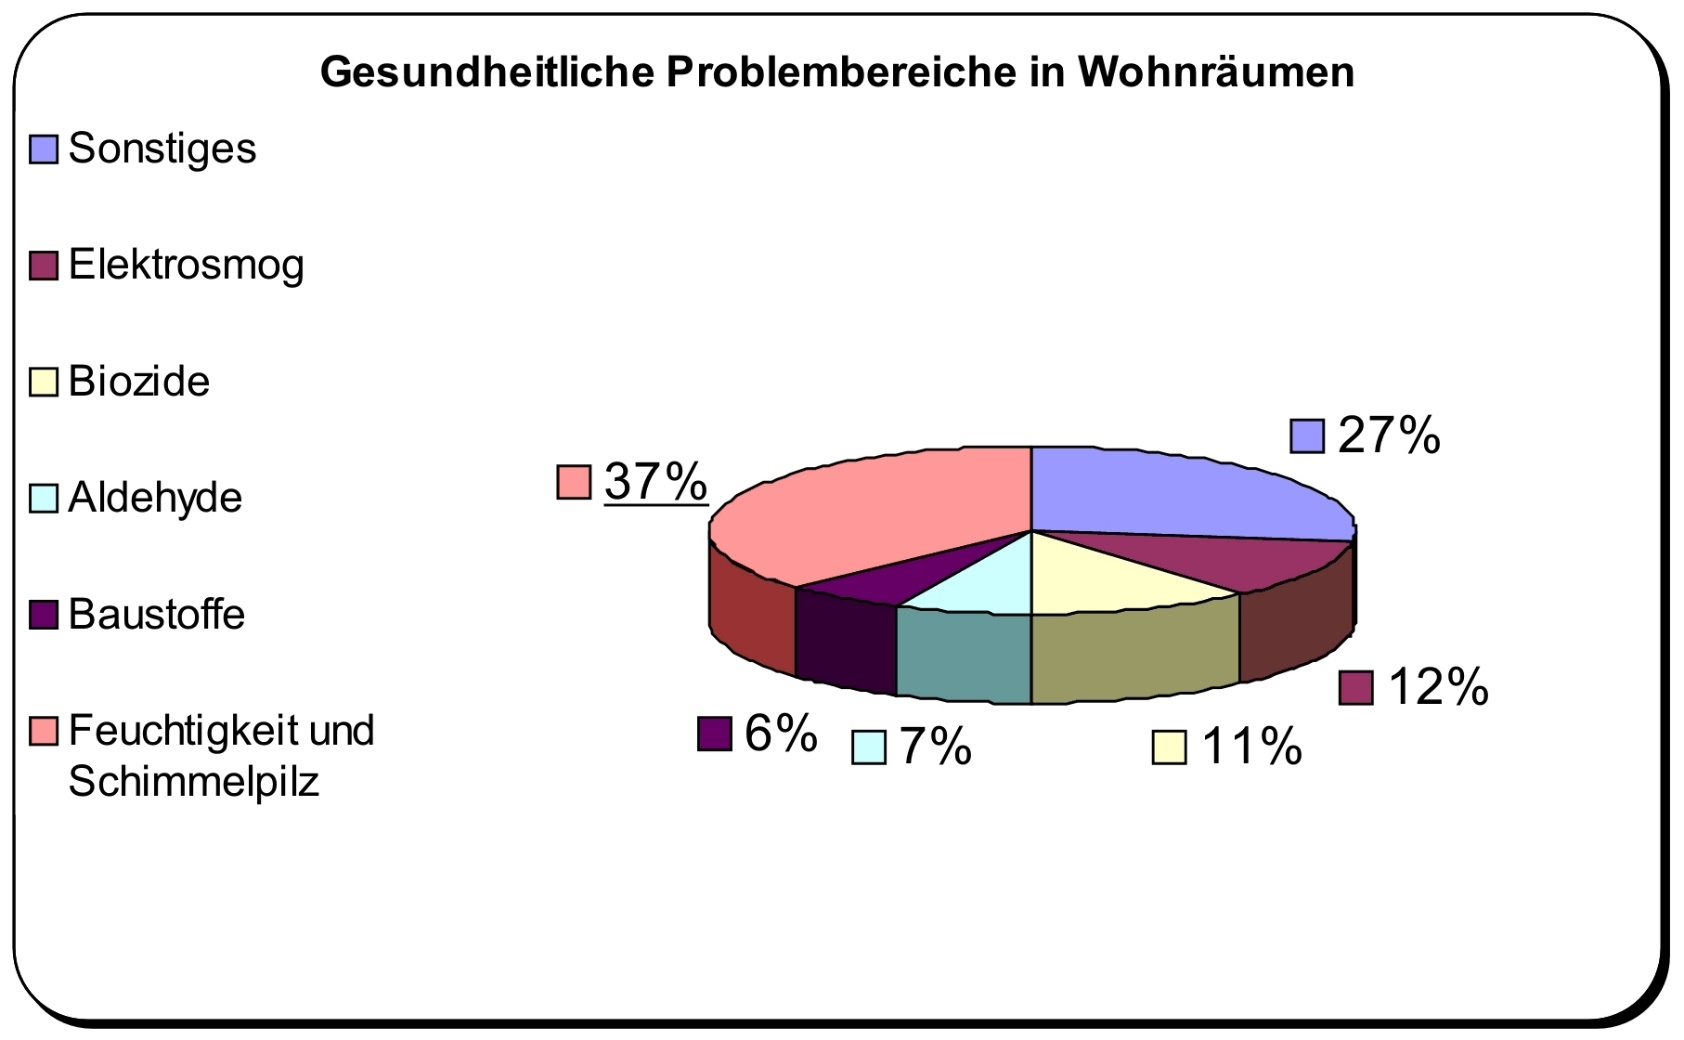 Gesundheitliche Problembereiche in Wohnräumen
Sonstiges
Elektrosmog
Biozide
Aldehyde
Baustoffe
Feuchtigkeit und
Schimmelpilz
27%
37%
12%
6%
7%
11%